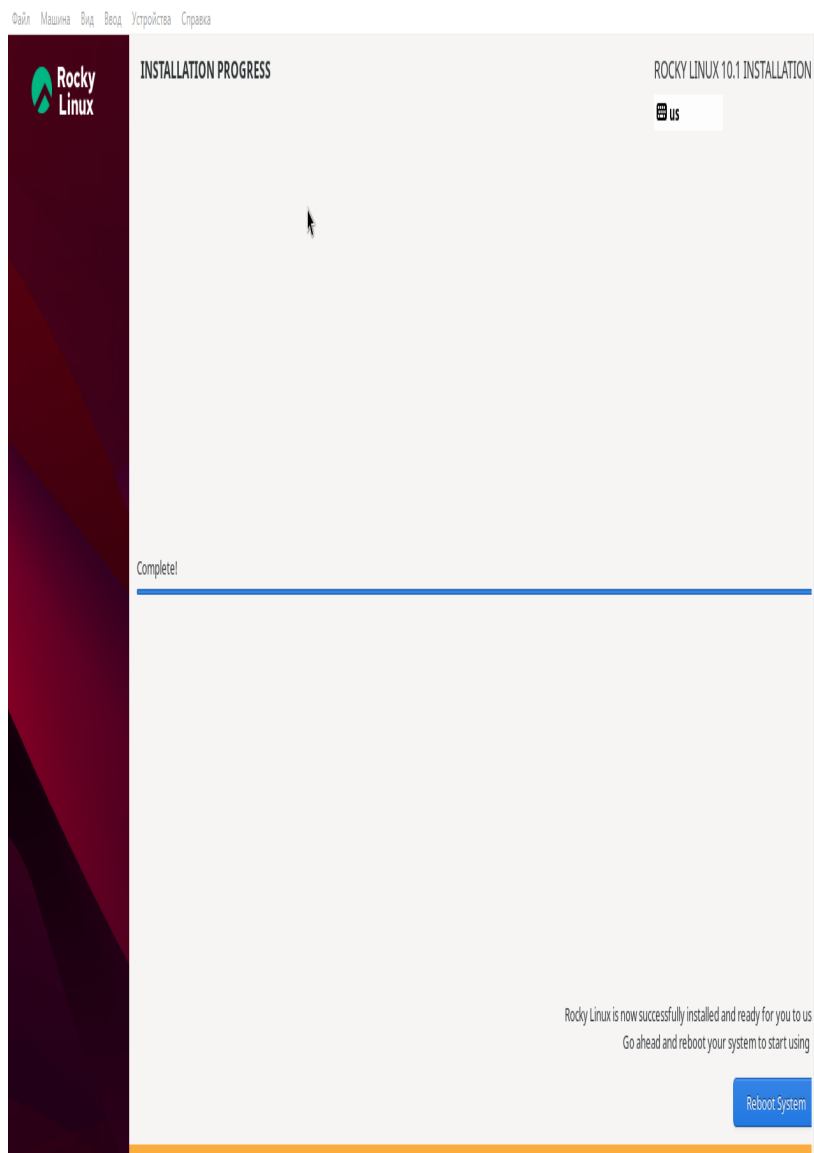 Файл Машина Вид Ввод Устройства Справка
Rocky
Linux
INSTALLATION PROGRESS
ROCKY LINUX 10.1 INSTALLATION
us
Complete!
Rocky Linux is now successfully installed and ready for you to us
Go ahead and reboot your system to start using
Reboot System